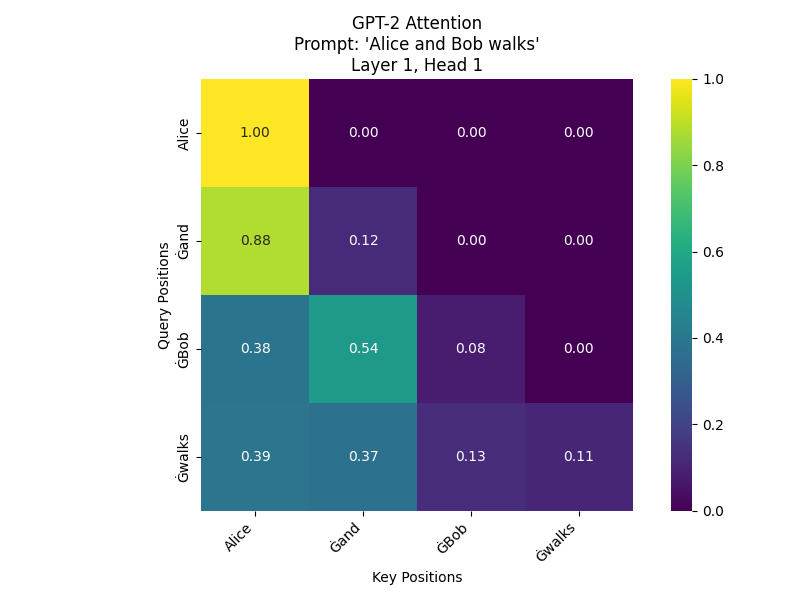 GPT-2 Attention
Prompt: 'Alice and Bob walks'
Layer 1, Head 1
Query Positions
Alice
Ġand
ĠBob
Ġwalks
1.00 0.00 0.00 0.00
0.88 0.12 0.00 0.00
0.38 0.54 0.08 0.00
0.39 0.37 0.13 0.11
Alice Ġand ĠBob Ġwalks
Key Positions
1.0
0.8
0.6
0.4
0.2
0.0